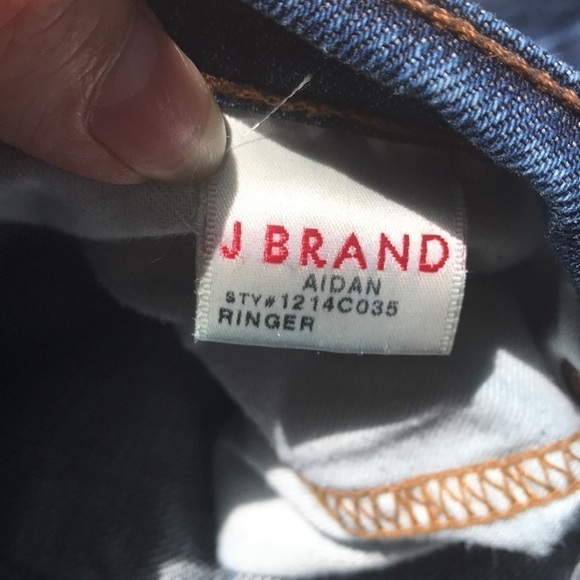 J BRAND
AIDAN
STY#1214C035
RINGER